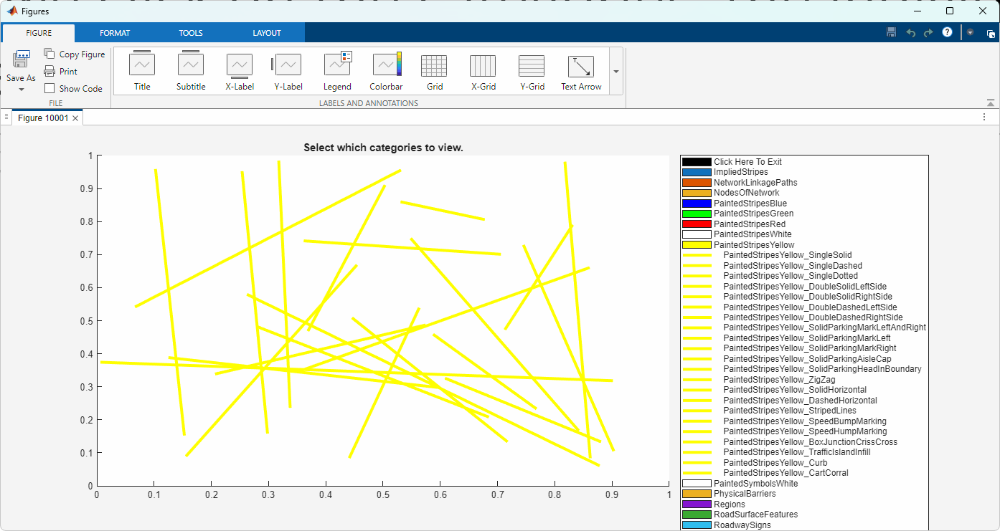 Figures
FIGURE FORMAT TOOLS LAYOUT
Save As
Copy Figure
Print
Show Code
FILE
Title Subtitle X-Label Y-Label Legend Colorbar Grid X-Grid Y-Grid Text Arrow
LABELS AND ANNOTATIONS
Figure 10001
Select which categories to view.
1
0.9
0.8
0.7
0.6
0.5
0.4
0.3
0.2
0.1
0
0 0.1 0.2 0.3 0.4 0.5 0.6 0.7 0.8 0.9 1
Click Here To Exit
ImpliedStripes
NetworkLinkagePaths
NodesOfNetwork
PaintedStripesBlue
PaintedStripesGreen
PaintedStripesRed
PaintedStripesWhite
PaintedStripesYellow
PaintedStripesYellow_SingleSolid
PaintedStripesYellow_SingleDashed
PaintedStripesYellow_SingleDotted
PaintedStripesYellow_DoubleSolidLeftSide
PaintedStripesYellow_DoubleSolidRightSide
PaintedStripesYellow_DoubleDashedLeftSide
PaintedStripesYellow_DoubleDashedRightSide
PaintedStripesYellow_SolidParkingMarkLeftAndRight
PaintedStripesYellow_SolidParkingMarkLeft
PaintedStripesYellow_SolidParkingMarkRight
PaintedStripesYellow_SolidParkingAisleCap
PaintedStripesYellow_SolidParkingHeadInBoundary
PaintedStripesYellow_ZigZag
PaintedStripesYellow_SolidHorizontal
PaintedStripesYellow_DashedHorizontal
PaintedStripesYellow_StripedLines
PaintedStripesYellow_SpeedBumpMarking
PaintedStripesYellow_SpeedHumpMarking
PaintedStripesYellow_BoxJunctionCrissCross
PaintedStripesYellow_TrafficIslandInfill
PaintedStripesYellow_Curb
PaintedStripesYellow_CartCorral
PaintedSymbolsWhite
PhysicalBarriers
Regions
RoadSurfaceFeatures
RoadwaySigns